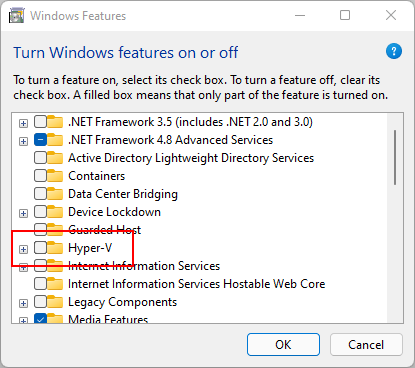 Windows Features
Turn Windows features on or off
?
To turn a feature on, select its check box. To turn a feature off, clear its
check box. A filled box means that only part of the feature is turned on.
.NET Framework 3.5 (includes .NET 2.0 and 3.0)
.NET Framework 4.8 Advanced Services
Active Directory Lightweight Directory Services
Containers
Data Center Bridging
Device Lockdown
Guarded Host
Hyper-V
Internet Information Services
Internet Information Services Hostable Web Core
Legacy Components
Media Features
OK
Cancel